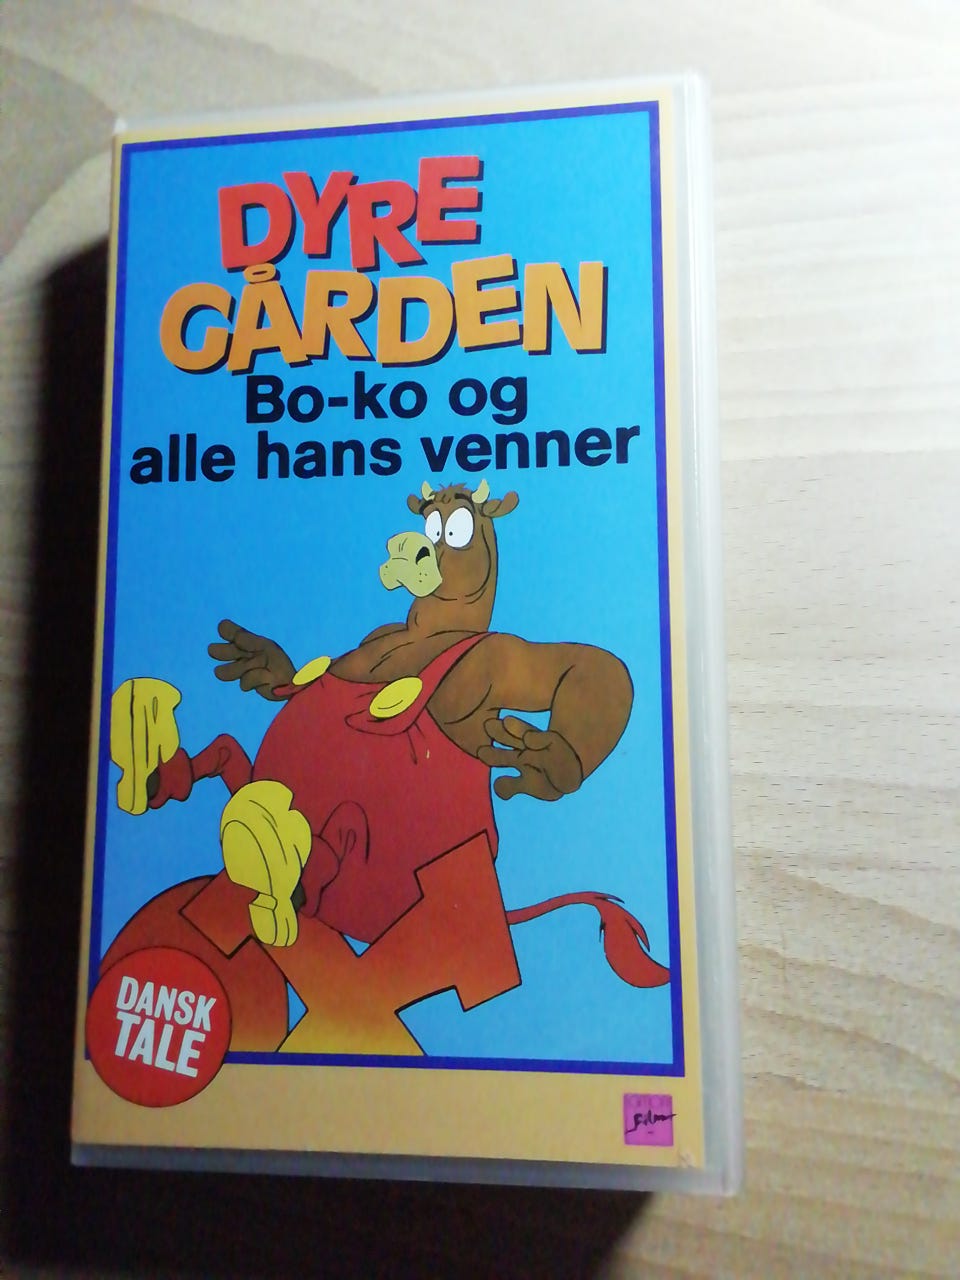 DYRE
GÅRDEN
Bo-ko og
alle hans venner
DANSK
TALE